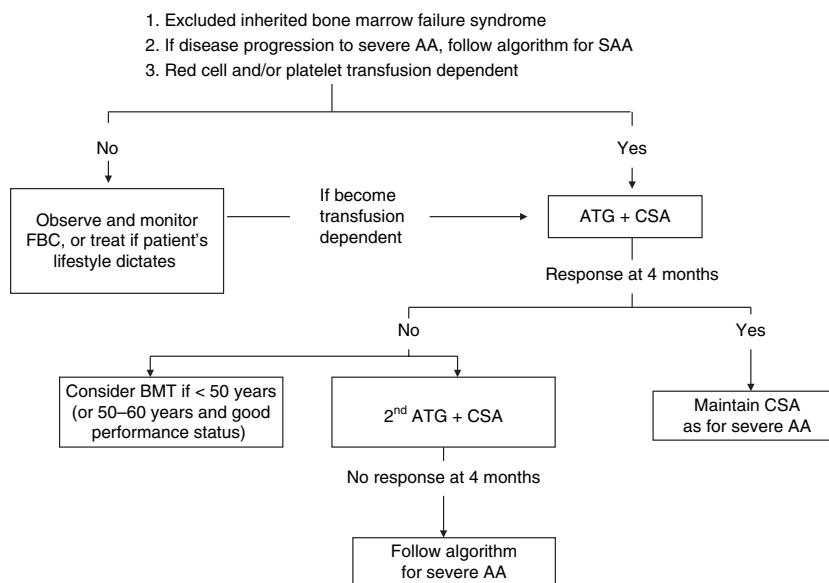 1. Excluded inherited bone marrow failure syndrome
2. If disease progression to severe AA, follow algorithm for SAA
3. Red cell and/or platelet transfusion dependent
No
Yes
Observe and monitor
FBC, or treat if patient's
lifestyle dictates
If become
transfusion
dependent
ATG + CSA
Response at 4 months
No
Yes
Consider BMT if < 50 years
(or 50–60 years and good
performance status)
2nd ATG + CSA
Maintain CSA
as for severe AA
No response at 4 months
Follow algorithm
for severe AA